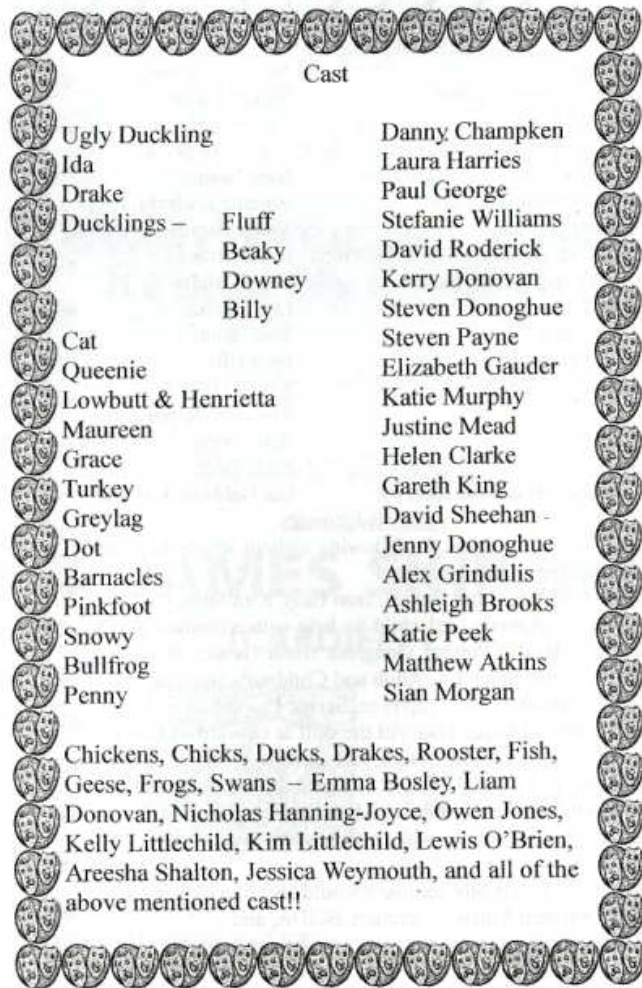 Cast
Ugly Duckling Danny Champken
Ida Laura Harries
Drake Paul George
Ducklings – Fluff Stefanie Williams
Beaky David Roderick
Downey Kerry Donovan
Billy Steven Donoghue
Cat Steven Payne
Queenie Elizabeth Gauder
Lowbutt & Henrietta Katie Murphy
Maureen Justine Mead
Grace Helen Clarke
Turkey Gareth King
Greylag David Sheehan
Dot Jenny Donoghue
Barnacles Alex Grindulis
Pinkfoot Ashleigh Brooks
Snowy Katie Peek
Bullfrog Matthew Atkins
Penny Sian Morgan
Chickens, Chicks, Ducks, Drakes, Rooster, Fish,
Geese, Frogs, Swans – Emma Bosley, Liam
Donovan, Nicholas Hanning-Joyce, Owen Jones,
Kelly Littlechild, Kim Littlechild, Lewis O'Brien,
Areesha Shalton, Jessica Weymouth, and all of the
above mentioned cast!!